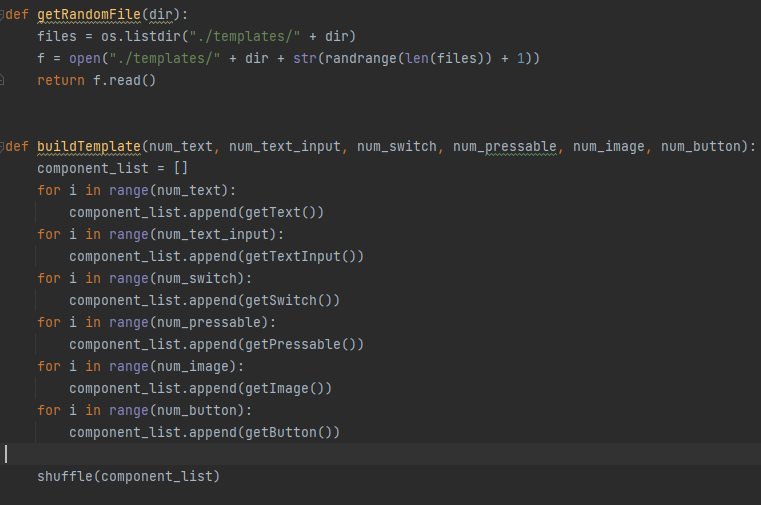 def getRandomFile(dir):
    files = os.listdir("./templates/" + dir)
    f = open("./templates/" + dir + str(randrange(len(files)) + 1))
    return f.read()
def buildTemplate(num_text, num_text_input, num_switch, num_pressable, num_image, num_button):
    component_list = []
    for i in range(num_text):
        component_list.append(getText())
    for i in range(num_text_input):
        component_list.append(getTextInput())
    for i in range(num_switch):
        component_list.append(getSwitch())
    for i in range(num_pressable):
        component_list.append(getPressable())
    for i in range(num_image):
        component_list.append(getImage())
    for i in range(num_button):
        component_list.append(getButton())
    shuffle(component_list)